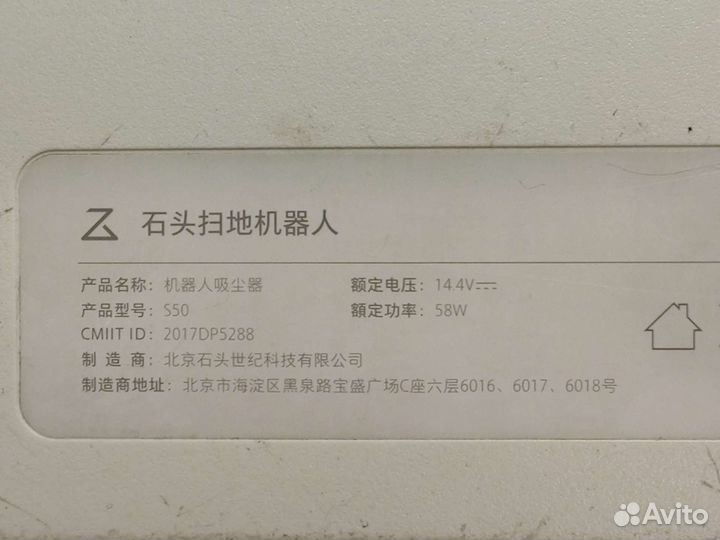 石头扫地机器人
产品名称：机器人吸尘器 额定电压：14.4V⎓
产品型号：S50 额定功率：58W
CMIIT ID：2017DP5288
制 造 商：北京石头世纪科技有限公司
制造商地址：北京市海淀区黑泉路宝盛广场C座六层6016、6017、6018号
Avito